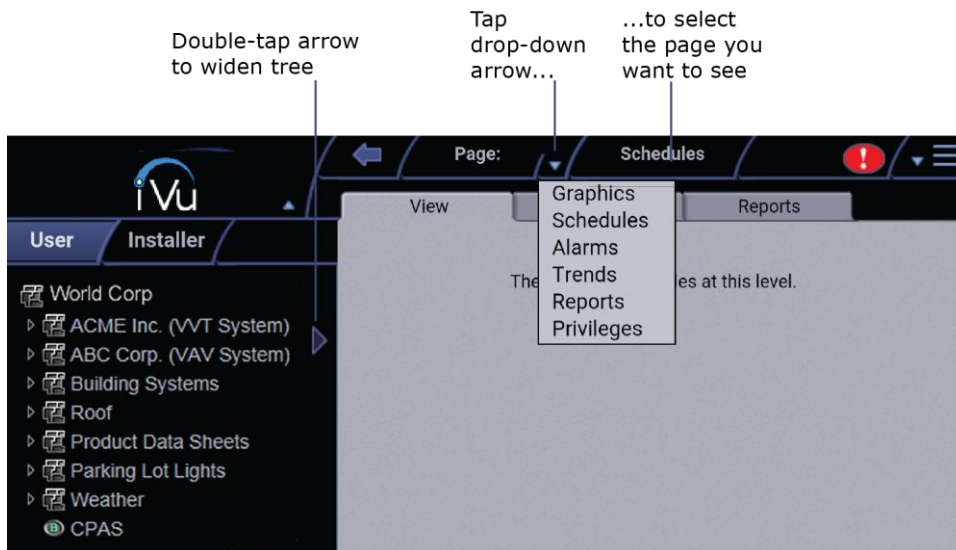 Double-tap arrow
to widen tree
Tap
drop-down
arrow...
...to select
the page you
want to see
iVu
Page:
Schedules
!
User
Installer
View
Reports
Graphics
Schedules
Alarms
Trends
Reports
Privileges
The
es at this level.
World Corp
ACME Inc. (VVT System)
ABC Corp. (VAV System)
Building Systems
Roof
Product Data Sheets
Parking Lot Lights
Weather
B CPAS